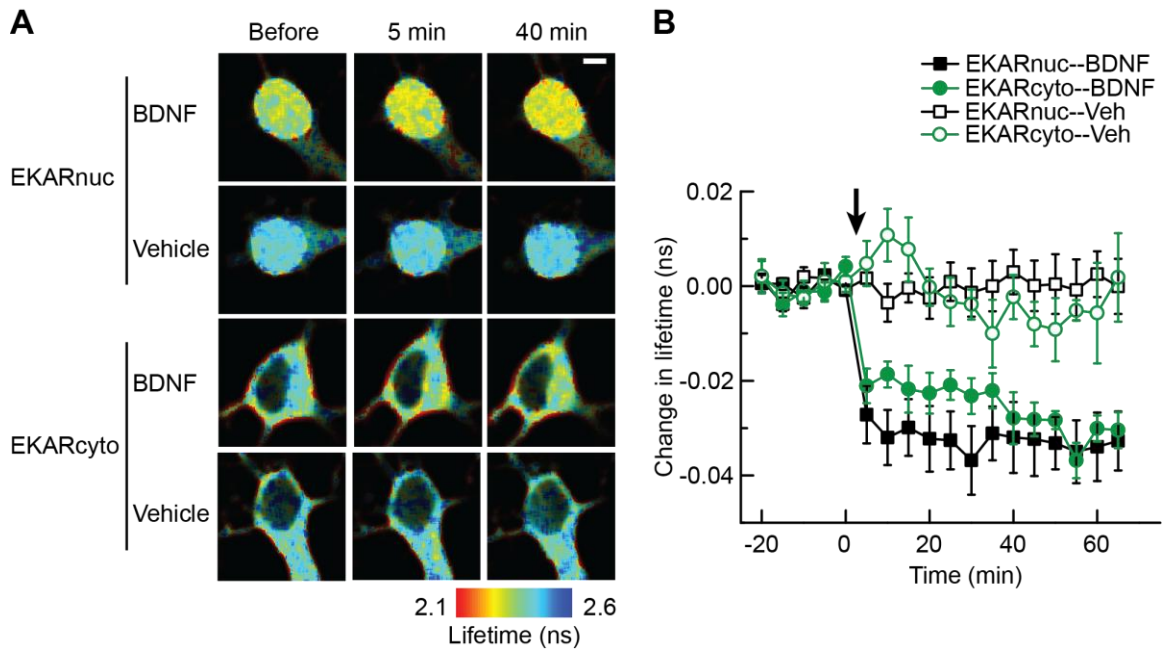 A
Before 5 min 40 min
EKARnuc
BDNF
Vehicle
EKARcyto
BDNF
Vehicle
2.1 2.6
Lifetime (ns)
B
EKARnuc--BDNF
EKARcyto--BDNF
EKARnuc--Veh
EKARcyto--Veh
Change in lifetime (ns)
0.02
0.00
-0.02
-0.04
-20 0 20 40 60
Time (min)